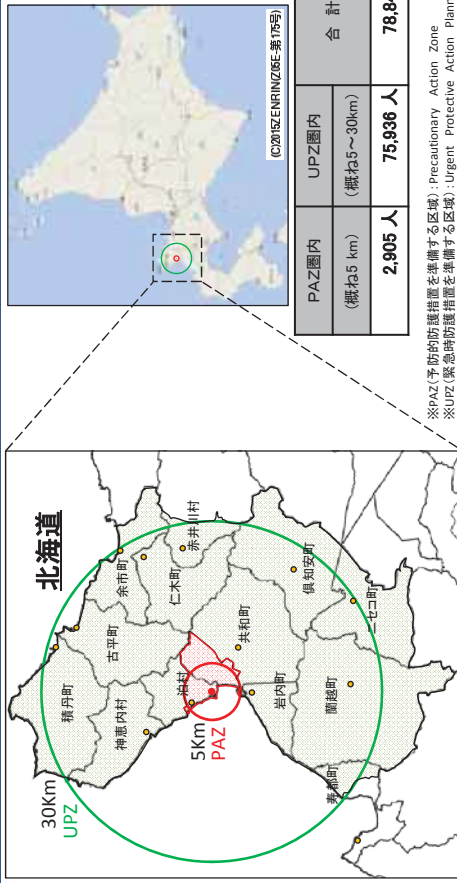 北海道
30Km
UPZ
積丹町
古平町
余市町
神恵内村
仁木町
赤井川村
泊村
5Km
PAZ
共和町
倶知安町
岩内町
ニセコ町
蘭越町
寿都町
(C)2015ZENRIN(Z05E-第175号)
PAZ圏内
(概ね5 km)
UPZ圏内
(概ね5～30km)
合 計
2,905 人
75,936 人
※PAZ(予防的防護措置を準備する区域):Precautionary Action Zone
※UPZ(緊急時防護措置を準備する区域):Urgent Protective Action